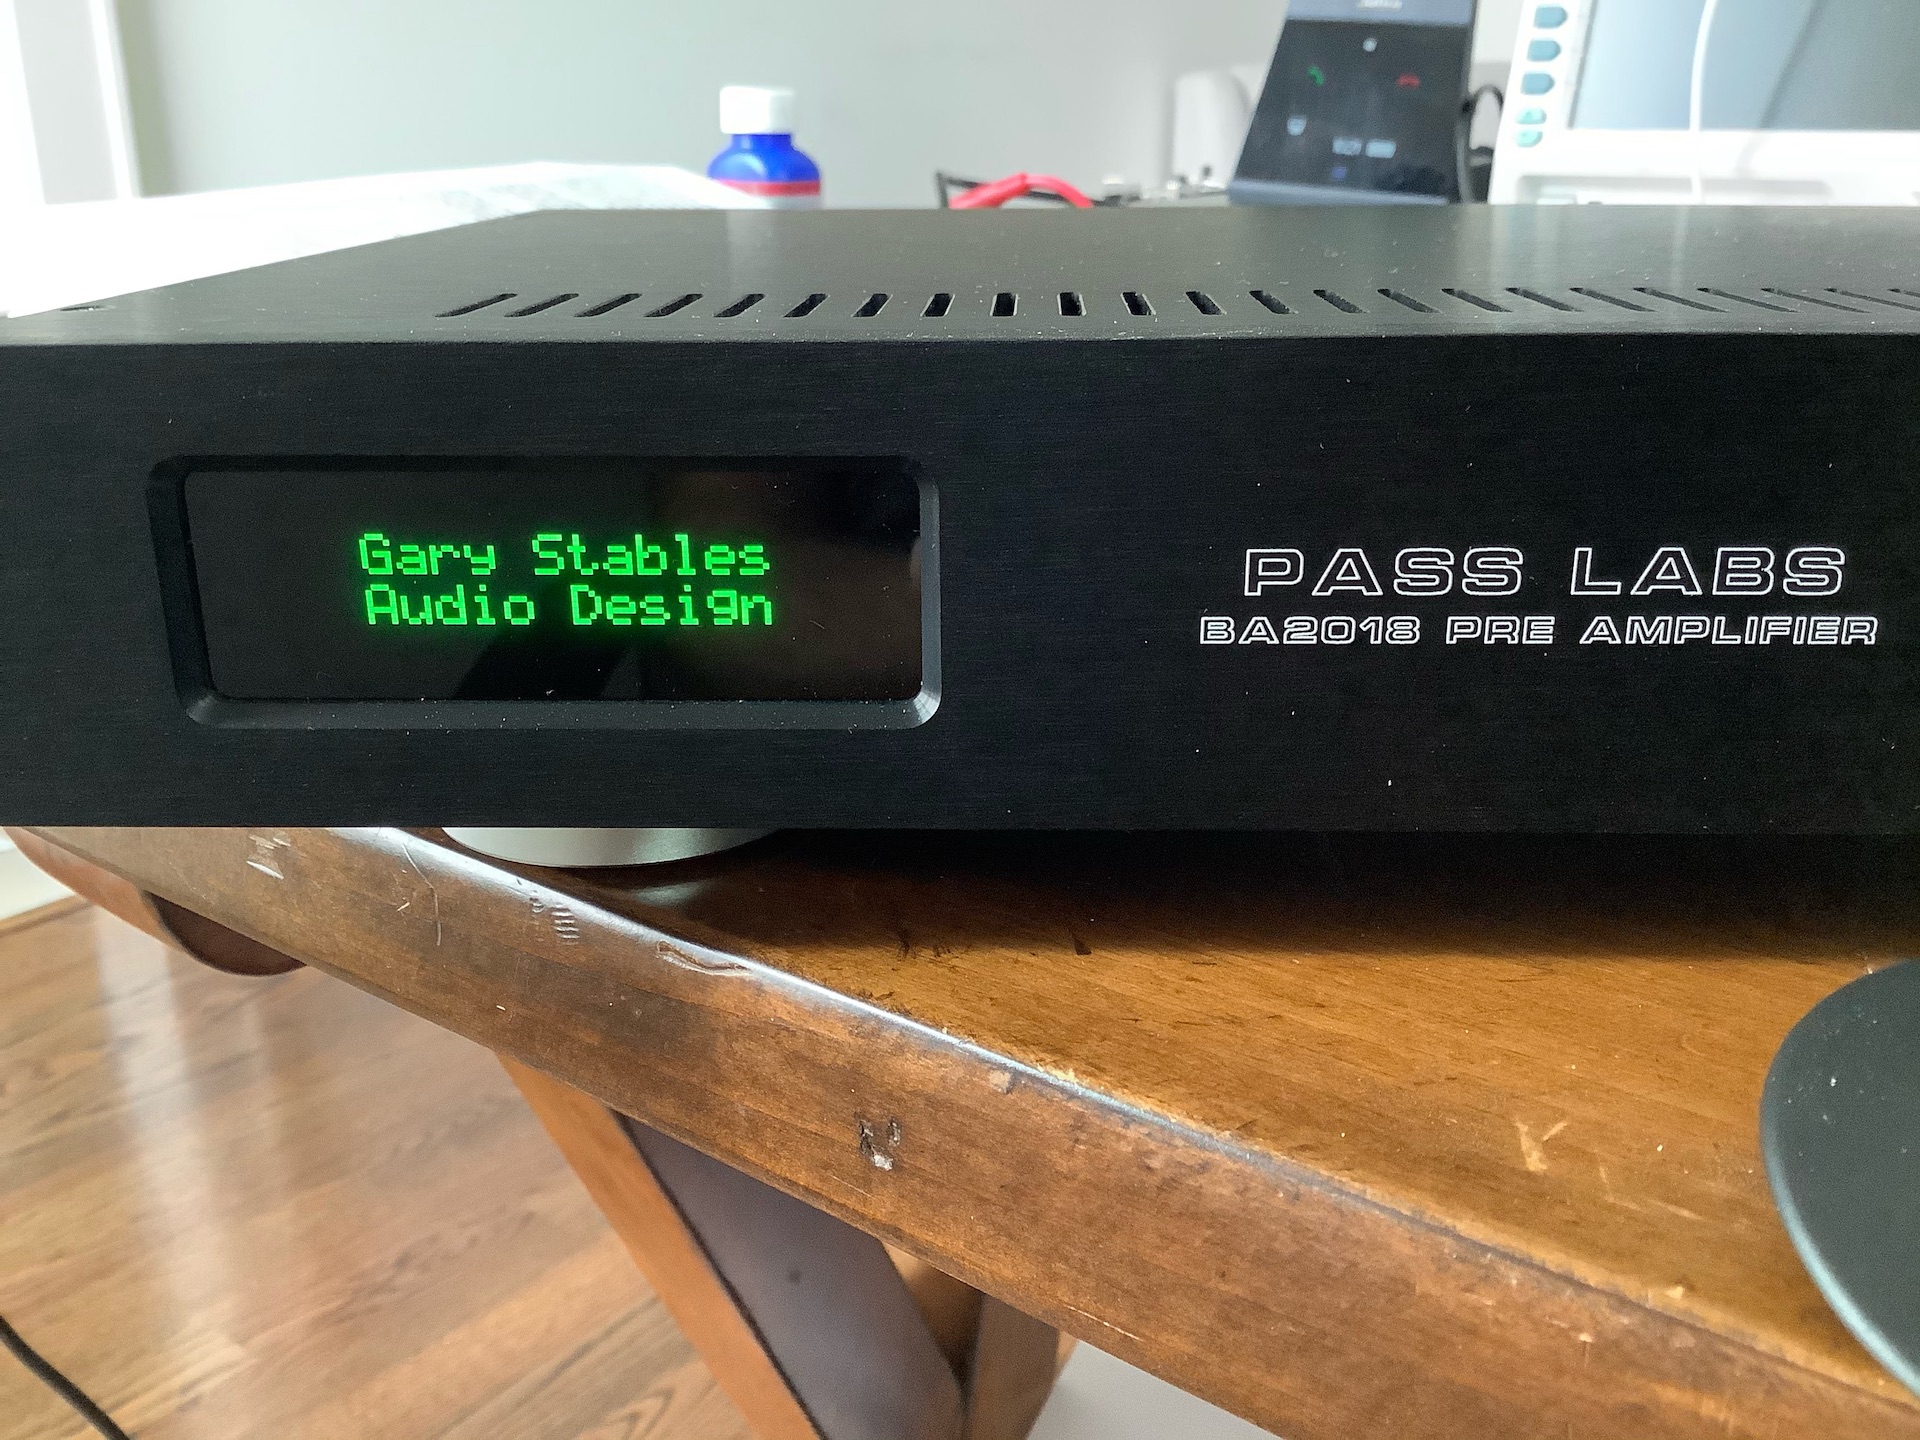 Gary Stables
Audio Design
PASS LABS
BA2018 PRE AMPLIFIER